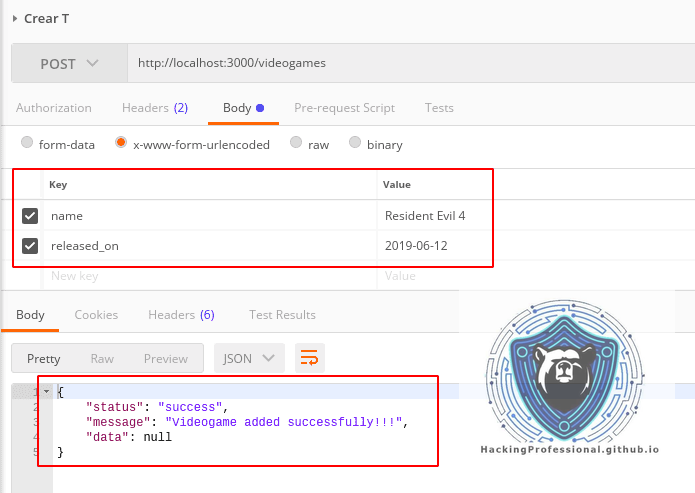 Crear T
POST http://localhost:3000/videogames
Authorization Headers (2) Body Pre-request Script Tests
form-data x-www-form-urlencoded raw binary
Key Value
name Resident Evil 4
released_on 2019-06-12
New key Value
Body Cookies Headers (6) Test Results
Pretty Raw Preview JSON
1 {
2 "status": "success",
3 "message": "Videogame added successfully!!!",
4 "data": null
5 }
HackingProfessional.github.io